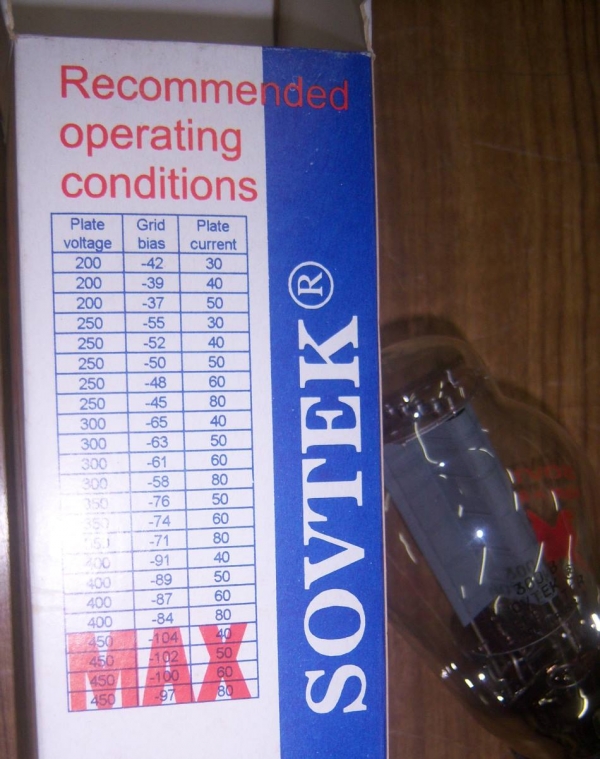 Recommended
operating
conditions
Plate voltage Grid bias Plate current
200 -42 30
200 -39 40
200 -37 50
250 -55 30
250 -52 40
250 -50 50
250 -48 60
250 -45 80
300 -65 40
300 -63 50
300 -61 60
300 -58 80
350 -76 50
350 -74 60
-71 80
400 -91 40
400 -89 50
400 -87 60
400 -84 80
450 -104 40
450 -102 50
450 -100 60
450 -97 80
MAX
SOVTEK®